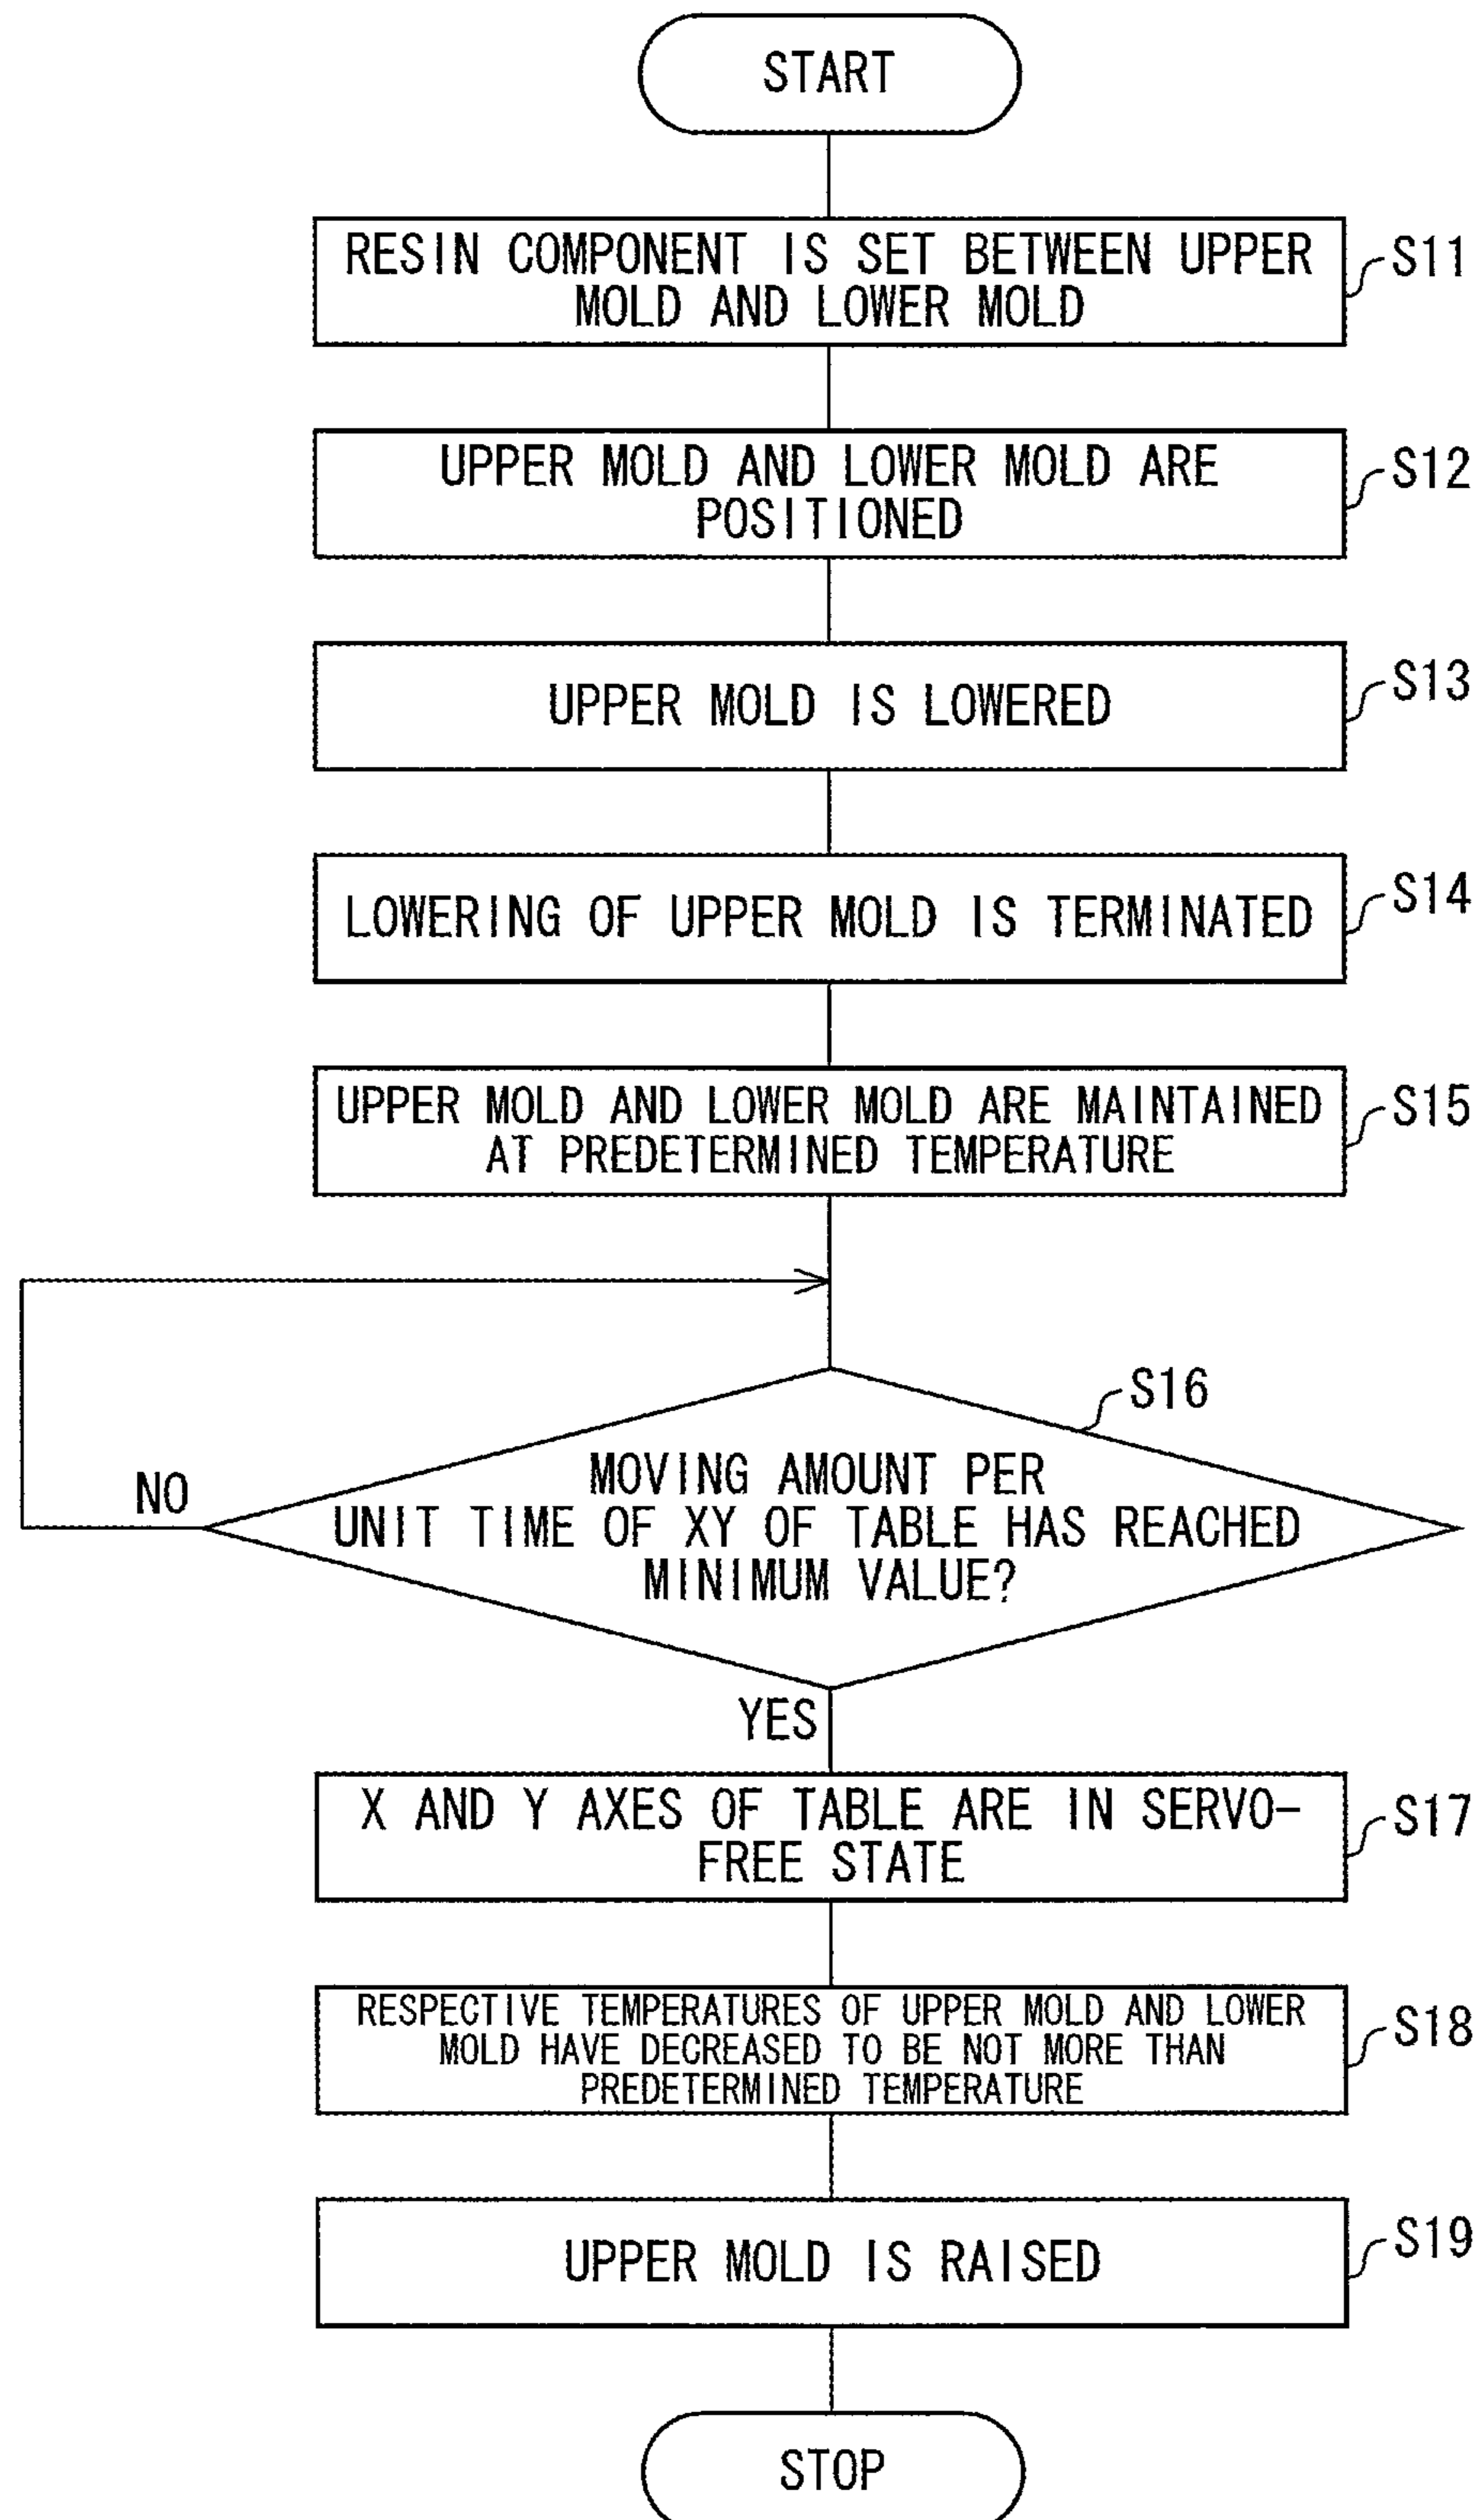 START
RESIN COMPONENT IS SET BETWEEN UPPER
MOLD AND LOWER MOLD
S11
UPPER MOLD AND LOWER MOLD ARE
POSITIONED
S12
UPPER MOLD IS LOWERED
S13
LOWERING OF UPPER MOLD IS TERMINATED
S14
UPPER MOLD AND LOWER MOLD ARE MAINTAINED
AT PREDETERMINED TEMPERATURE
S15
S16
MOVING AMOUNT PER
UNIT TIME OF XY OF TABLE HAS REACHED
MINIMUM VALUE?
NO
YES
X AND Y AXES OF TABLE ARE IN SERVO-
FREE STATE
S17
RESPECTIVE TEMPERATURES OF UPPER MOLD AND LOWER
MOLD HAVE DECREASED TO BE NOT MORE THAN
PREDETERMINED TEMPERATURE
S18
UPPER MOLD IS RAISED
S19
STOP